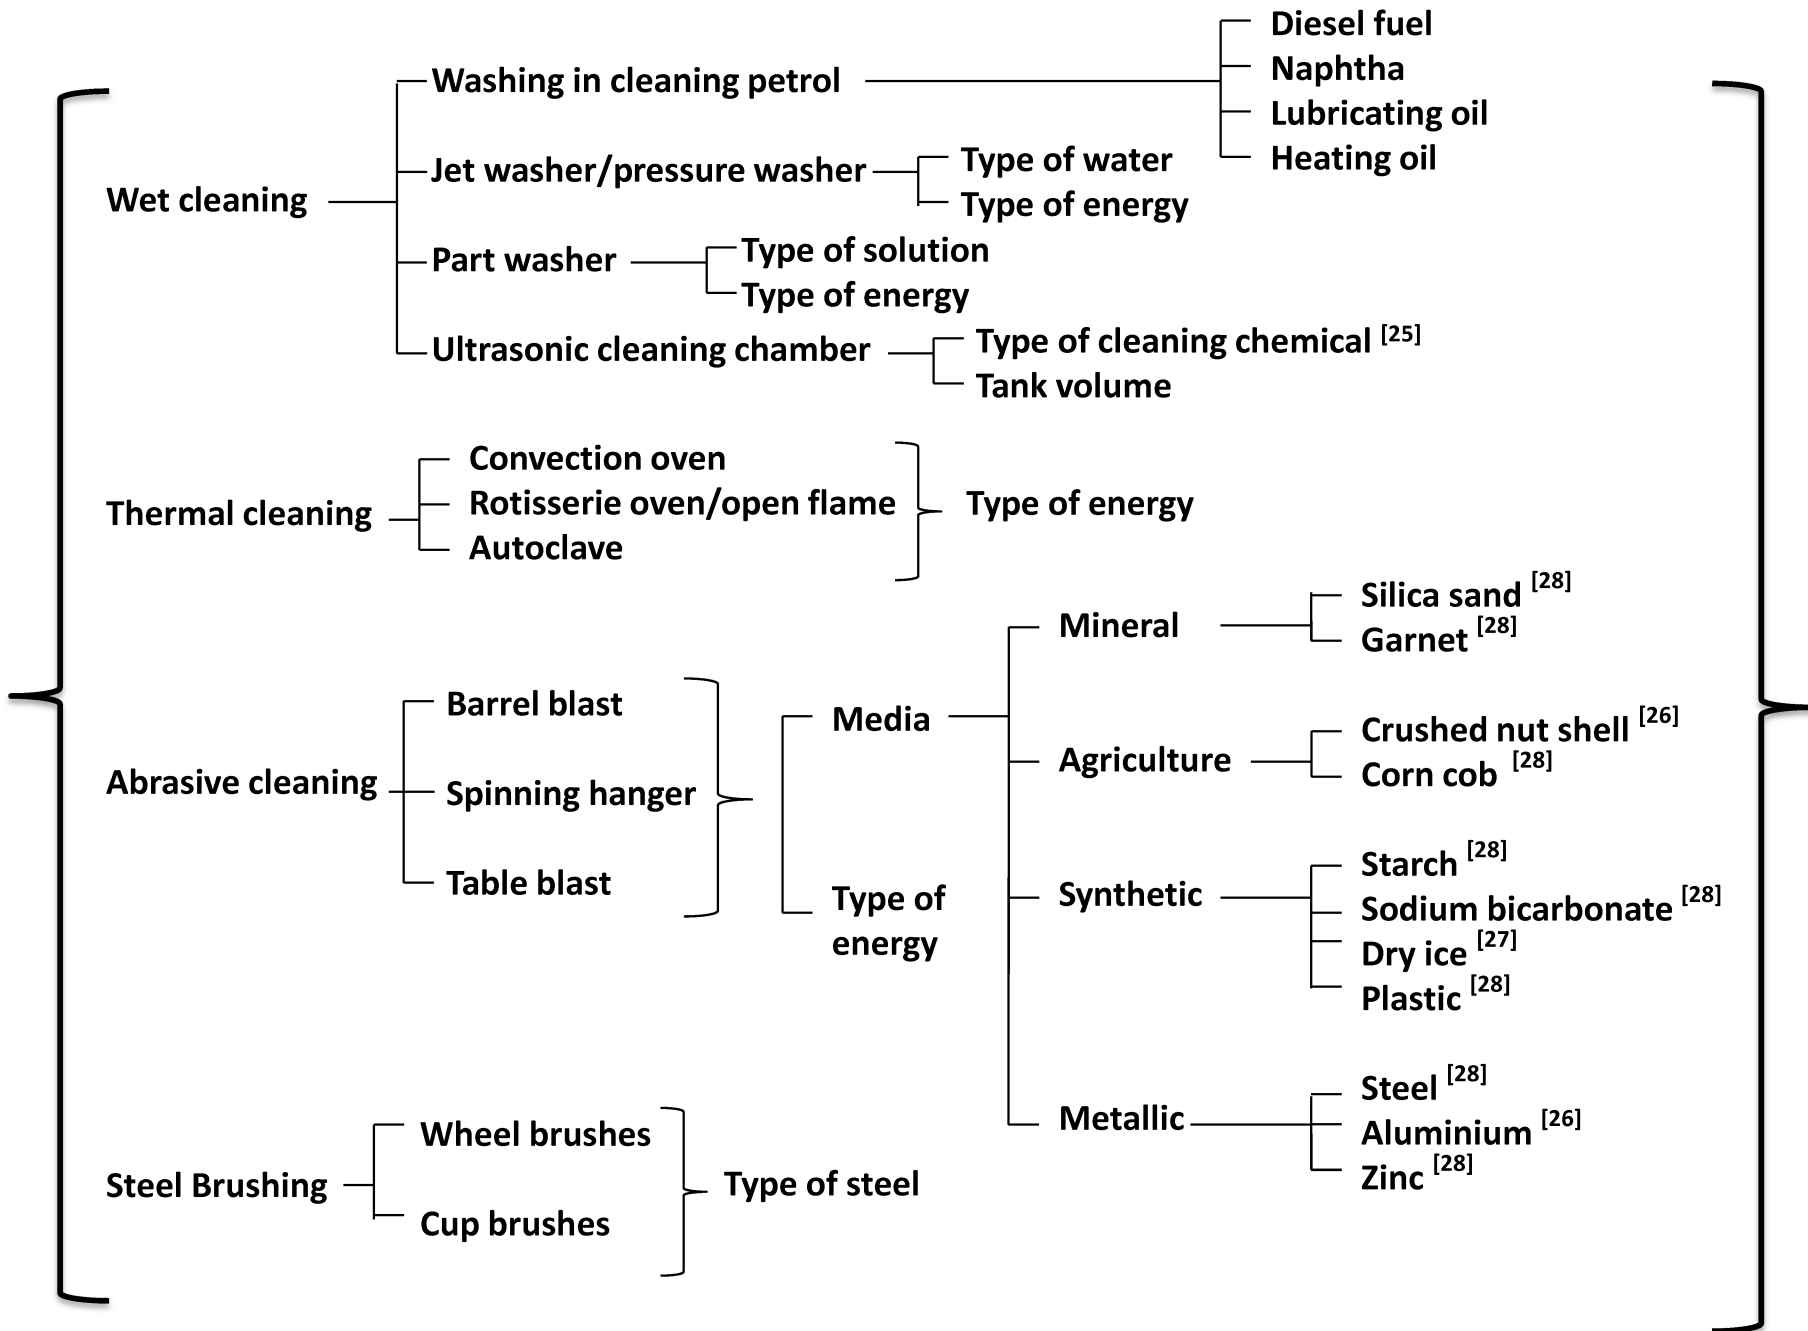 Wet cleaning
Washing in cleaning petrol
Diesel fuel
Naphtha
Lubricating oil
Heating oil
Jet washer/pressure washer
Type of water
Type of energy
Part washer
Type of solution
Type of energy
Ultrasonic cleaning chamber
Type of cleaning chemical [25]
Tank volume
Thermal cleaning
Convection oven
Rotisserie oven/open flame
Autoclave
Type of energy
Abrasive cleaning
Barrel blast
Spinning hanger
Table blast
Media
Mineral
Silica sand [28]
Garnet [28]
Agriculture
Crushed nut shell [26]
Corn cob [28]
Synthetic
Starch [28]
Sodium bicarbonate [28]
Dry ice [27]
Plastic [28]
Metallic
Steel [28]
Aluminium [26]
Zinc [28]
Type of
energy
Steel Brushing
Wheel brushes
Cup brushes
Type of steel